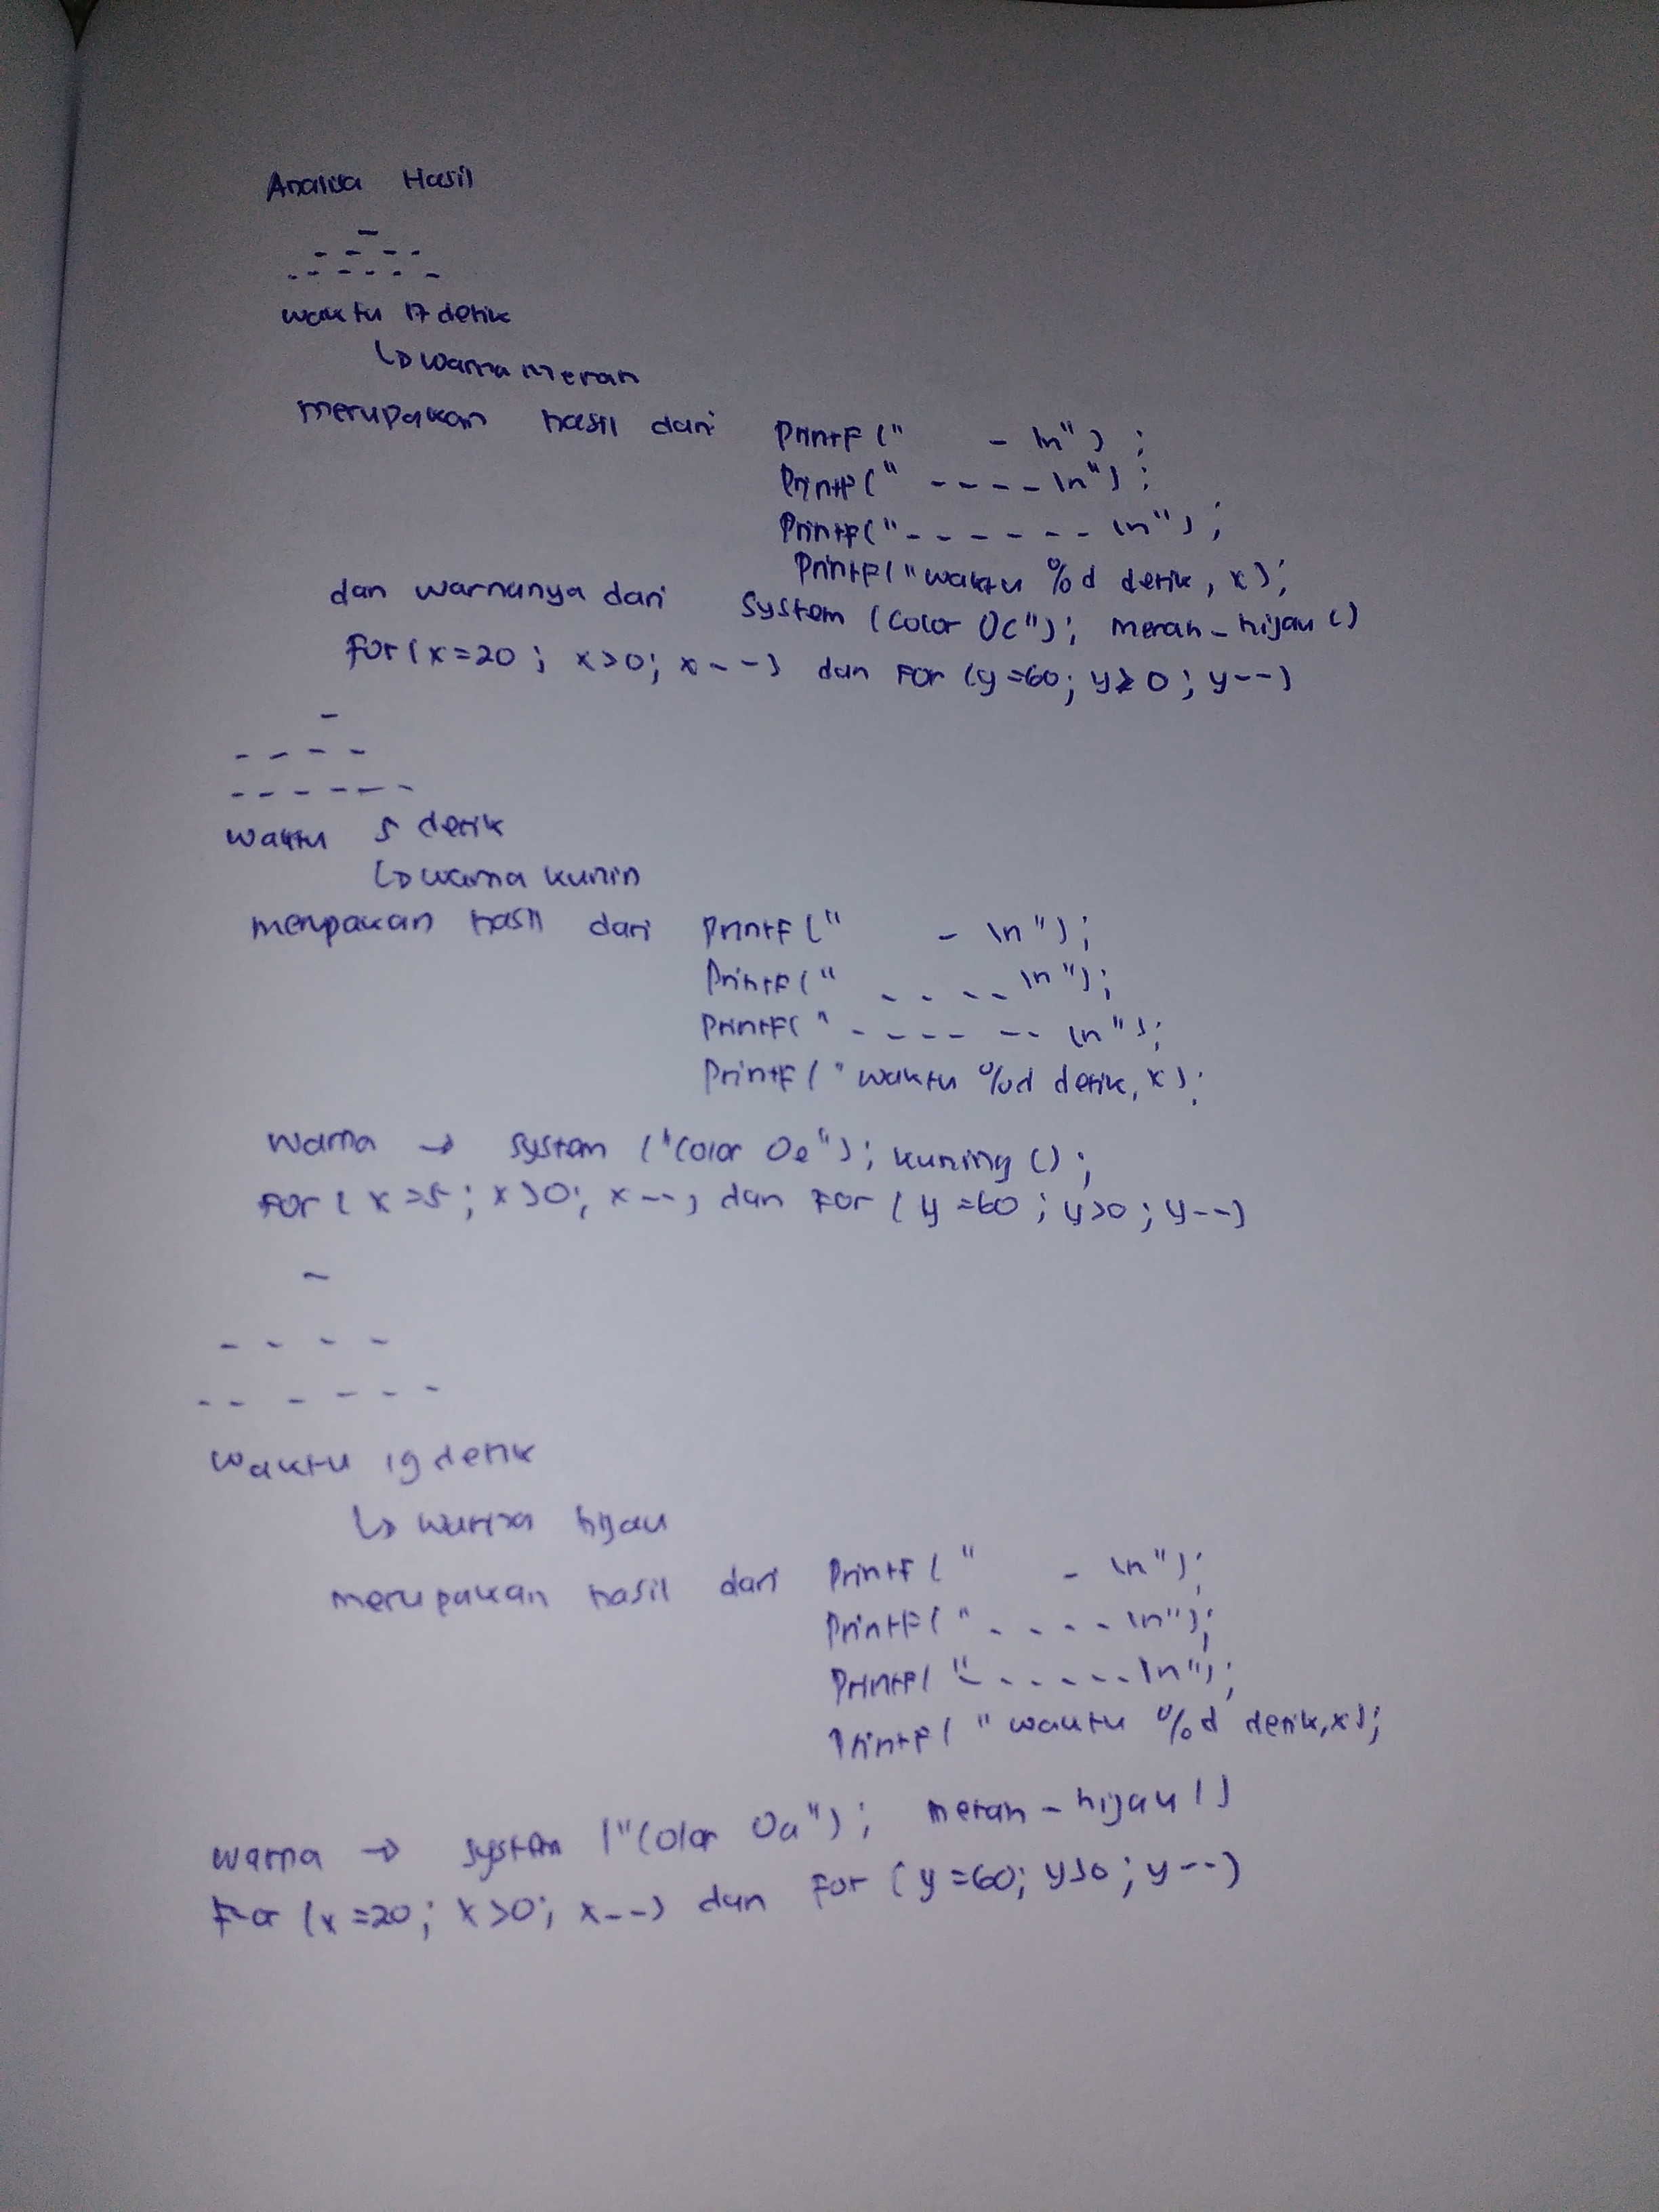 Analisa Hasil
-
- - - -
- - - - - -
waktu 17 detik
↳ warna merah
merupakan hasil dari printf (" - \n") ;
printf (" - - - - \n") ;
printf (" - - - - - - \n") ;
printf ("waktu %d detik, x);
dan warnanya dari system (color 0c"); merah-hijau ()
for (x=20 ; x>0; x--) dan for (y=60; y≥0; y--)
-
- - - -
- - - - - -
waktu 5 detik
↳ warna kunin
merupakan hasil dari printf (" - \n");
printf (" - - - - \n");
printf (" - - - - - - \n");
printf ("waktu %d detik, x);
warna → system ("color 0e"); kuning ();
for (x=5; x>0; x--) dan for (y=60; y>0; y--)
-
- - - -
- - - - - -
waktu 19 detik
↳ warna hijau
merupakan hasil dari printf (" - \n");
printf (" - - - - \n");
printf (" - - - - - - \n");
printf ("waktu %d detik, x);
warna → system ("color 0a"); merah-hijau ()
for (x=20; x>0; x--) dan for (y=60; y>0; y--)